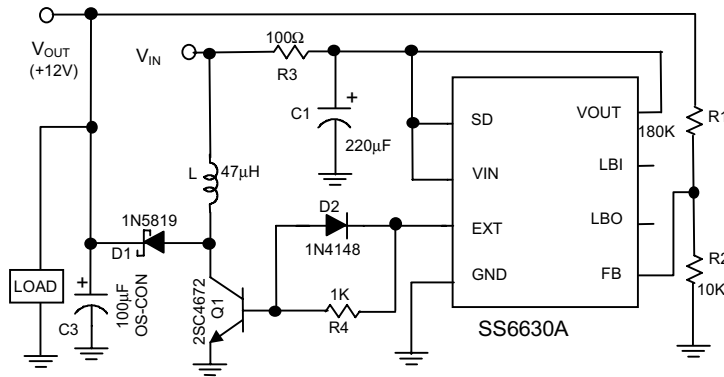 VOUT
(+12V)
VIN
100Ω
R3
C1
220μF
SD
VIN
EXT
GND
VOUT
LBI
LBO
FB
SS6630A
180K
R1
R2
10K
L
47μH
1N5819
D1
D2
1N4148
1K
R4
2SC4672
Q1
LOAD
C3
100μF
OS-CON